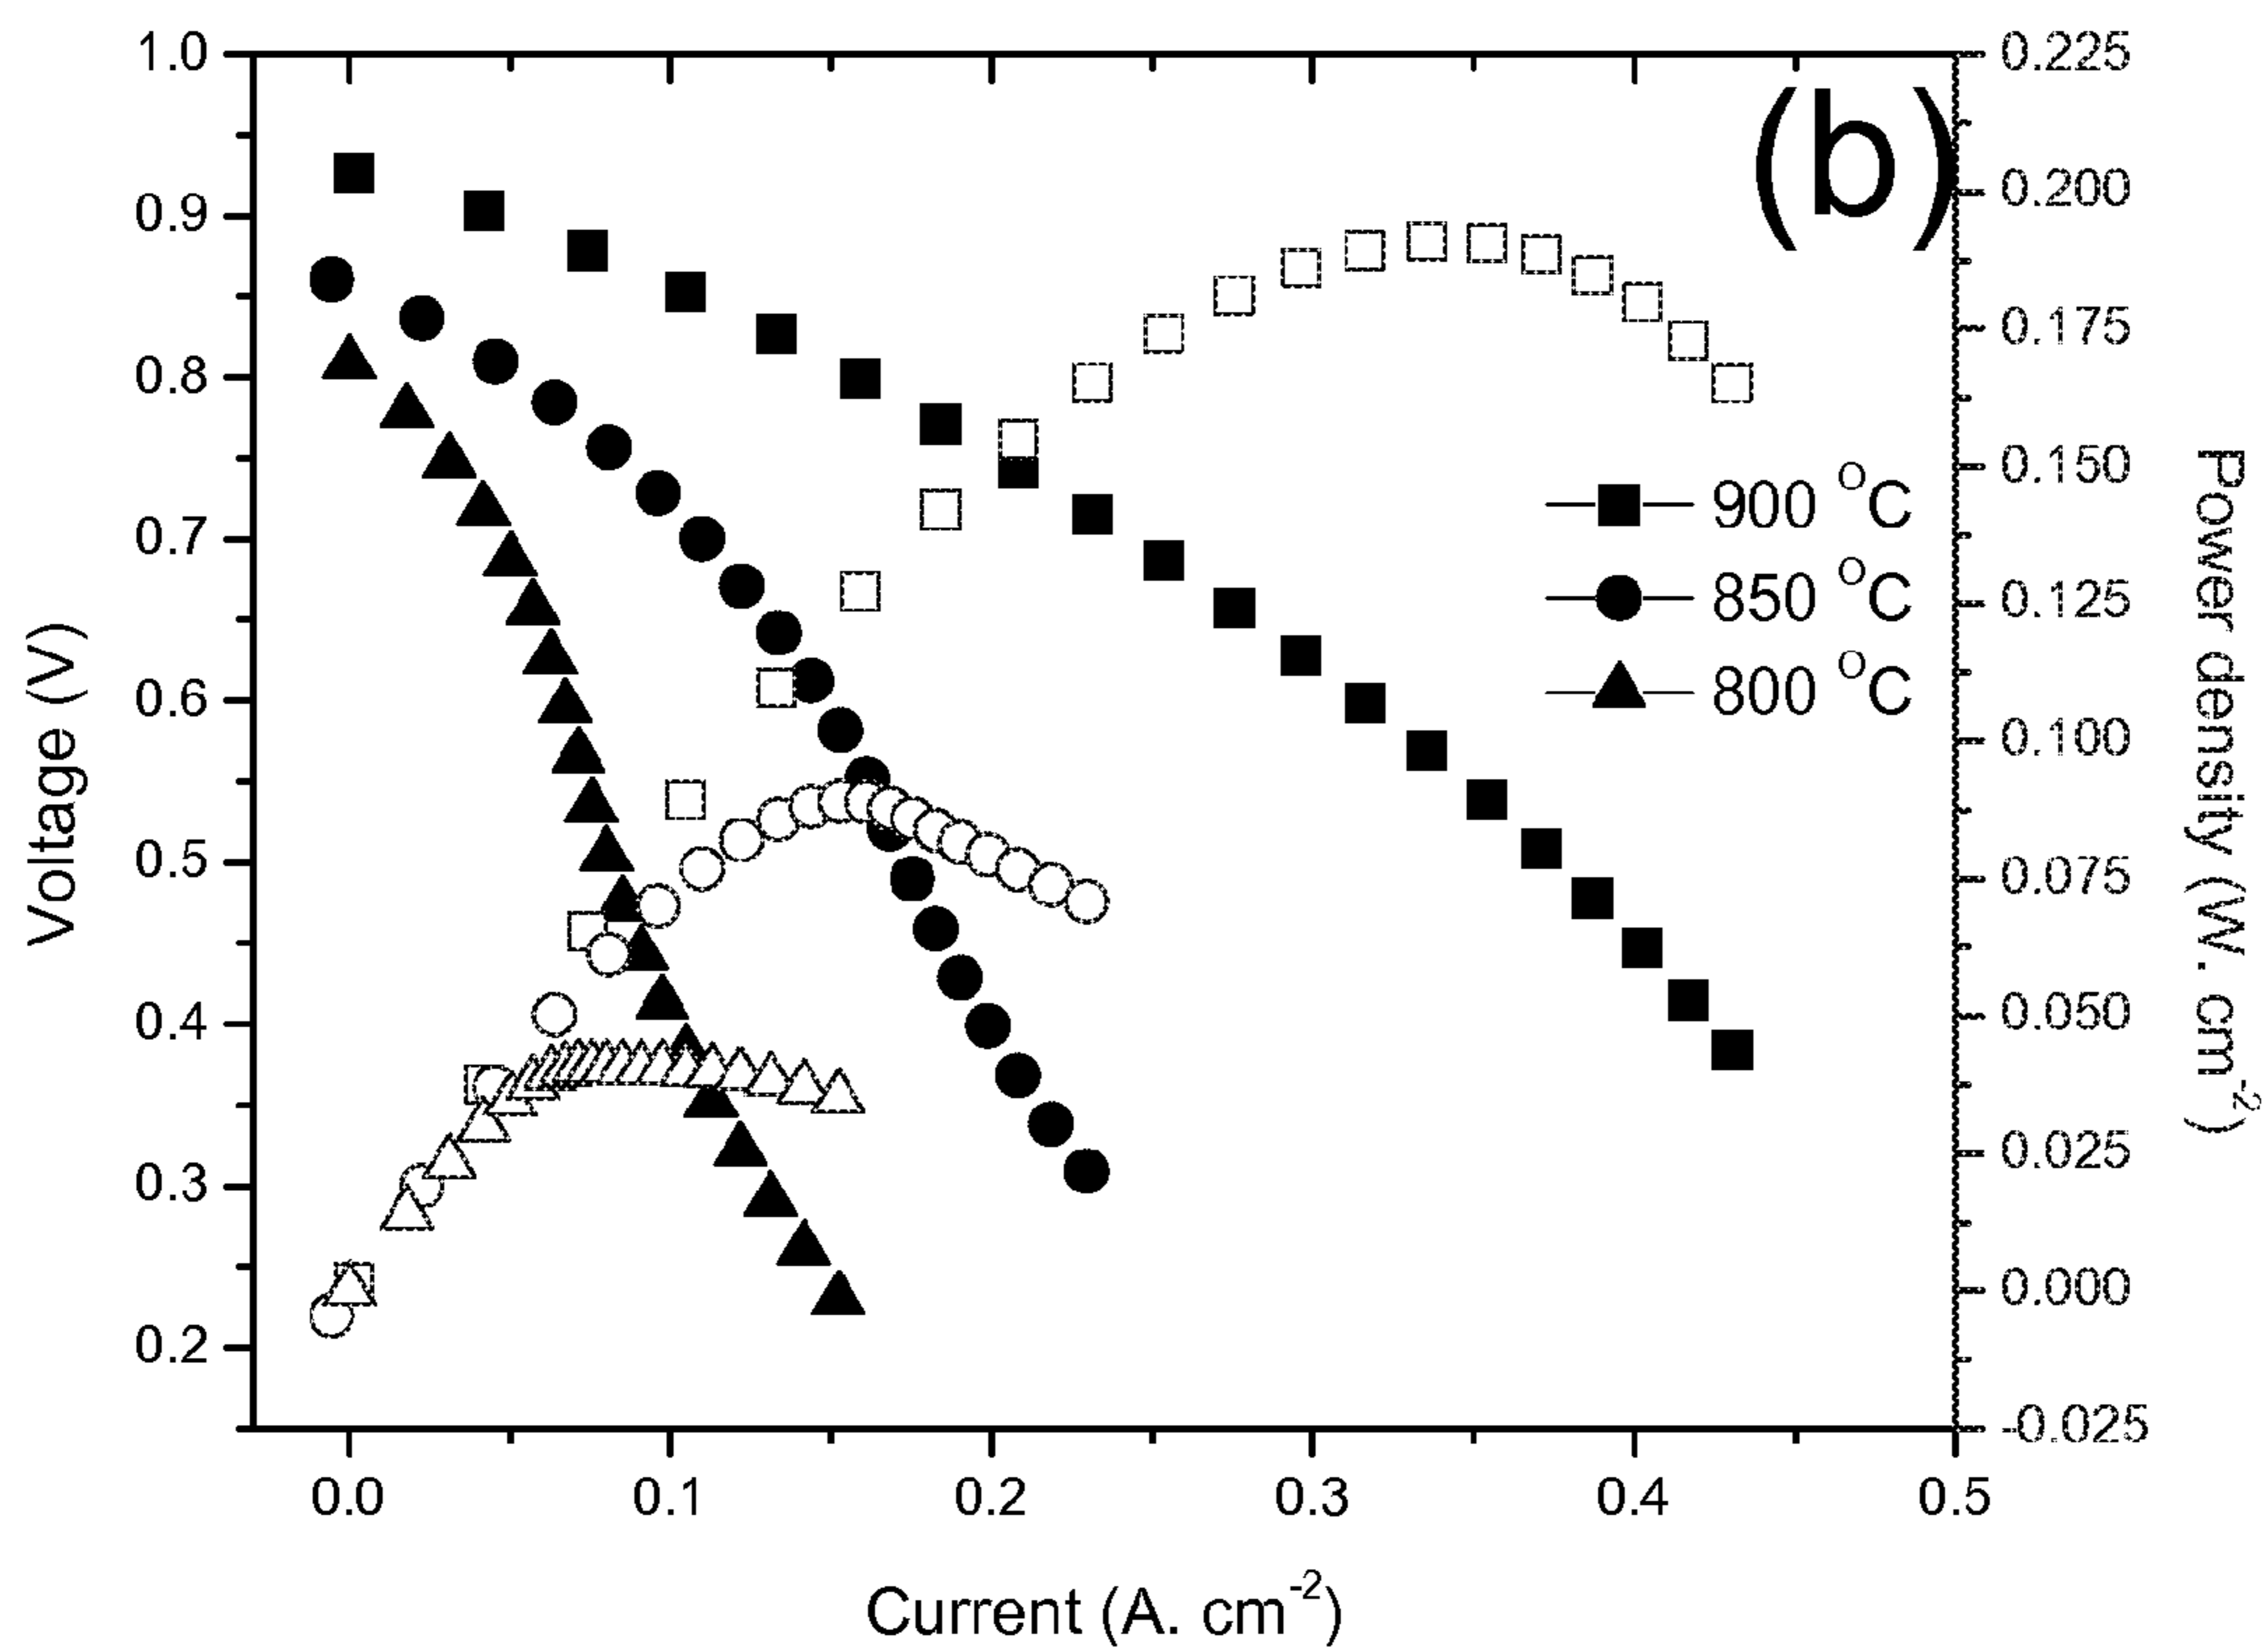 (b)
1.0
0.9
0.8
0.7
0.6
0.5
0.4
0.3
0.2
Voltage (V)
0.225
0.200
0.175
0.150
0.125
0.100
0.075
0.050
0.025
0.000
-0.025
Power density (W. cm-2)
900 °C
850 °C
800 °C
0.0 0.1 0.2 0.3 0.4 0.5
Current (A. cm-2)